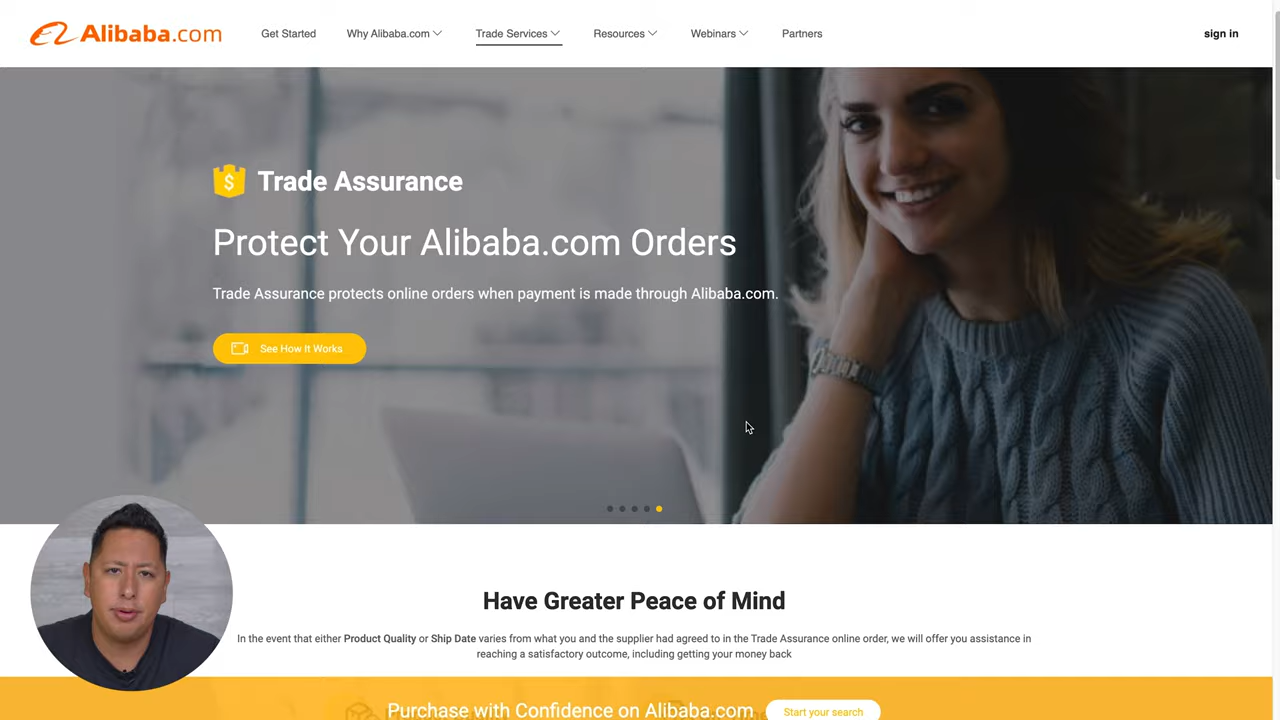 Alibaba.com
Get Started
Why Alibaba.com
Trade Services
Resources
Webinars
Partners
sign in
$
Trade Assurance
Protect Your Alibaba.com Orders
Trade Assurance protects online orders when payment is made through Alibaba.com.
See How It Works
Have Greater Peace of Mind
In the event that either Product Quality or Ship Date varies from what you and the supplier had agreed to in the Trade Assurance online order, we will offer you assistance in
reaching a satisfactory outcome, including getting your money back
Purchase with Confidence on Alibaba.com
Start your search